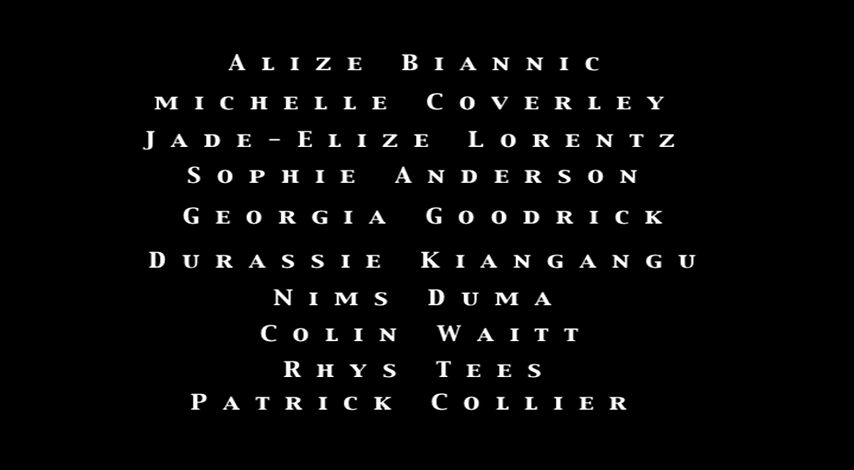 Alize Biannic
michelle Coverley
Jade-Elize Lorentz
Sophie Anderson
Georgia Goodrick
Durassie Kiangangu
Nims Duma
Colin Waitt
Rhys Tees
Patrick Collier